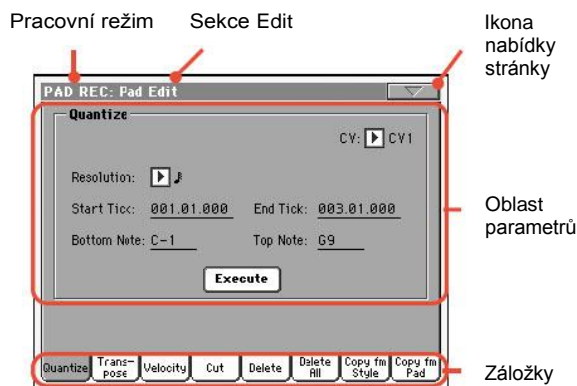 Pracovní režim
Sekce Edit
Ikona
nabídky
stránky
PAD REC: Pad Edit
Quantize
CV: CV1
Resolution:
Start Tick: 001.01.000
End Tick: 003.01.000
Bottom Note: C-1
Top Note: G9
Execute
Oblast
parametrů
Quantize
Trans-
pose
Velocity
Cut
Delete
Delete
All
Copy fm
Style
Copy fm
Pad
Záložky